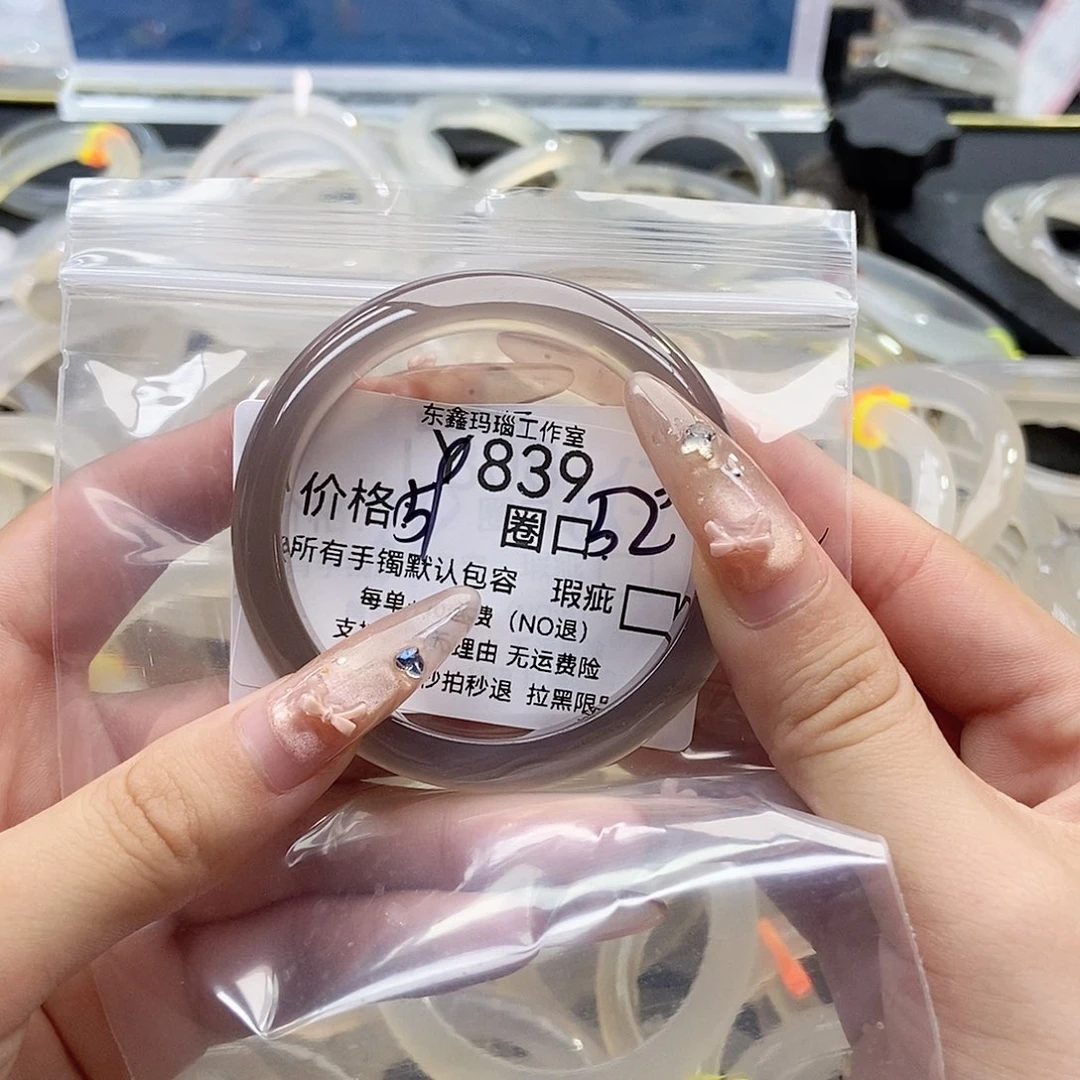 东鑫玛瑙工作室
Y839
价格 圈口52
所有手镯默认包容 瑕疵
每单 费（NO退）
支 理由 无运费险
秒拍秒退 拉黑限